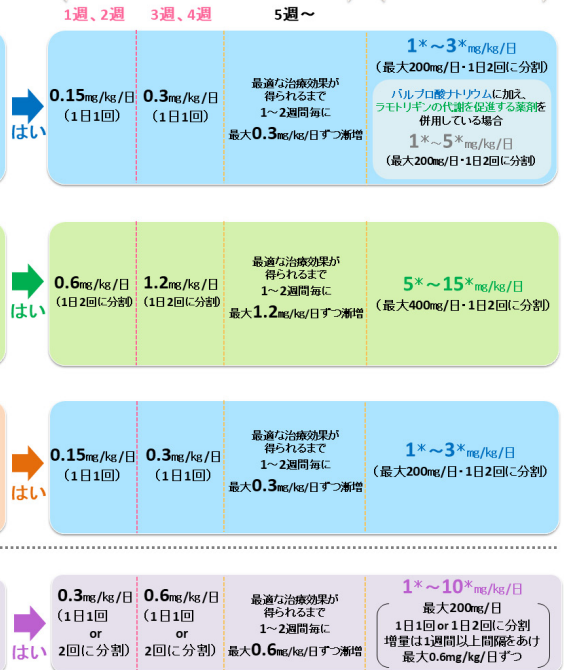 1週、2週
3週、4週
5週～
はい
0.15mg/kg/日
（1日1回）
0.3mg/kg/日
（1日1回）
最適な治療効果が
得られるまで
1～2週間毎に
最大0.3mg/kg/日ずつ漸増
1*～3*mg/kg/日
（最大200mg/日・1日2回に分割）
バルプロ酸ナトリウムに加え、
ラモトリギンの代謝を促進する薬剤を
併用している場合
1*～5*mg/kg/日
（最大200mg/日・1日2回に分割）
はい
0.6mg/kg/日
（1日2回に分割）
1.2mg/kg/日
（1日2回に分割）
最適な治療効果が
得られるまで
1～2週間毎に
最大1.2mg/kg/日ずつ漸増
5*～15*mg/kg/日
（最大400mg/日・1日2回に分割）
はい
0.15mg/kg/日
（1日1回）
0.3mg/kg/日
（1日1回）
最適な治療効果が
得られるまで
1～2週間毎に
最大0.3mg/kg/日ずつ漸増
1*～3*mg/kg/日
（最大200mg/日・1日2回に分割）
はい
0.3mg/kg/日
（1日1回
or
2回に分割）
0.6mg/kg/日
（1日1回
or
2回に分割）
最適な治療効果が
得られるまで
1～2週間毎に
最大0.6mg/kg/日ずつ漸増
1*～10*mg/kg/日
最大200mg/日
1日1回or1日2回に分割
増量は1週間以上間隔をあけ
最大0.6mg/kg/日ずつ